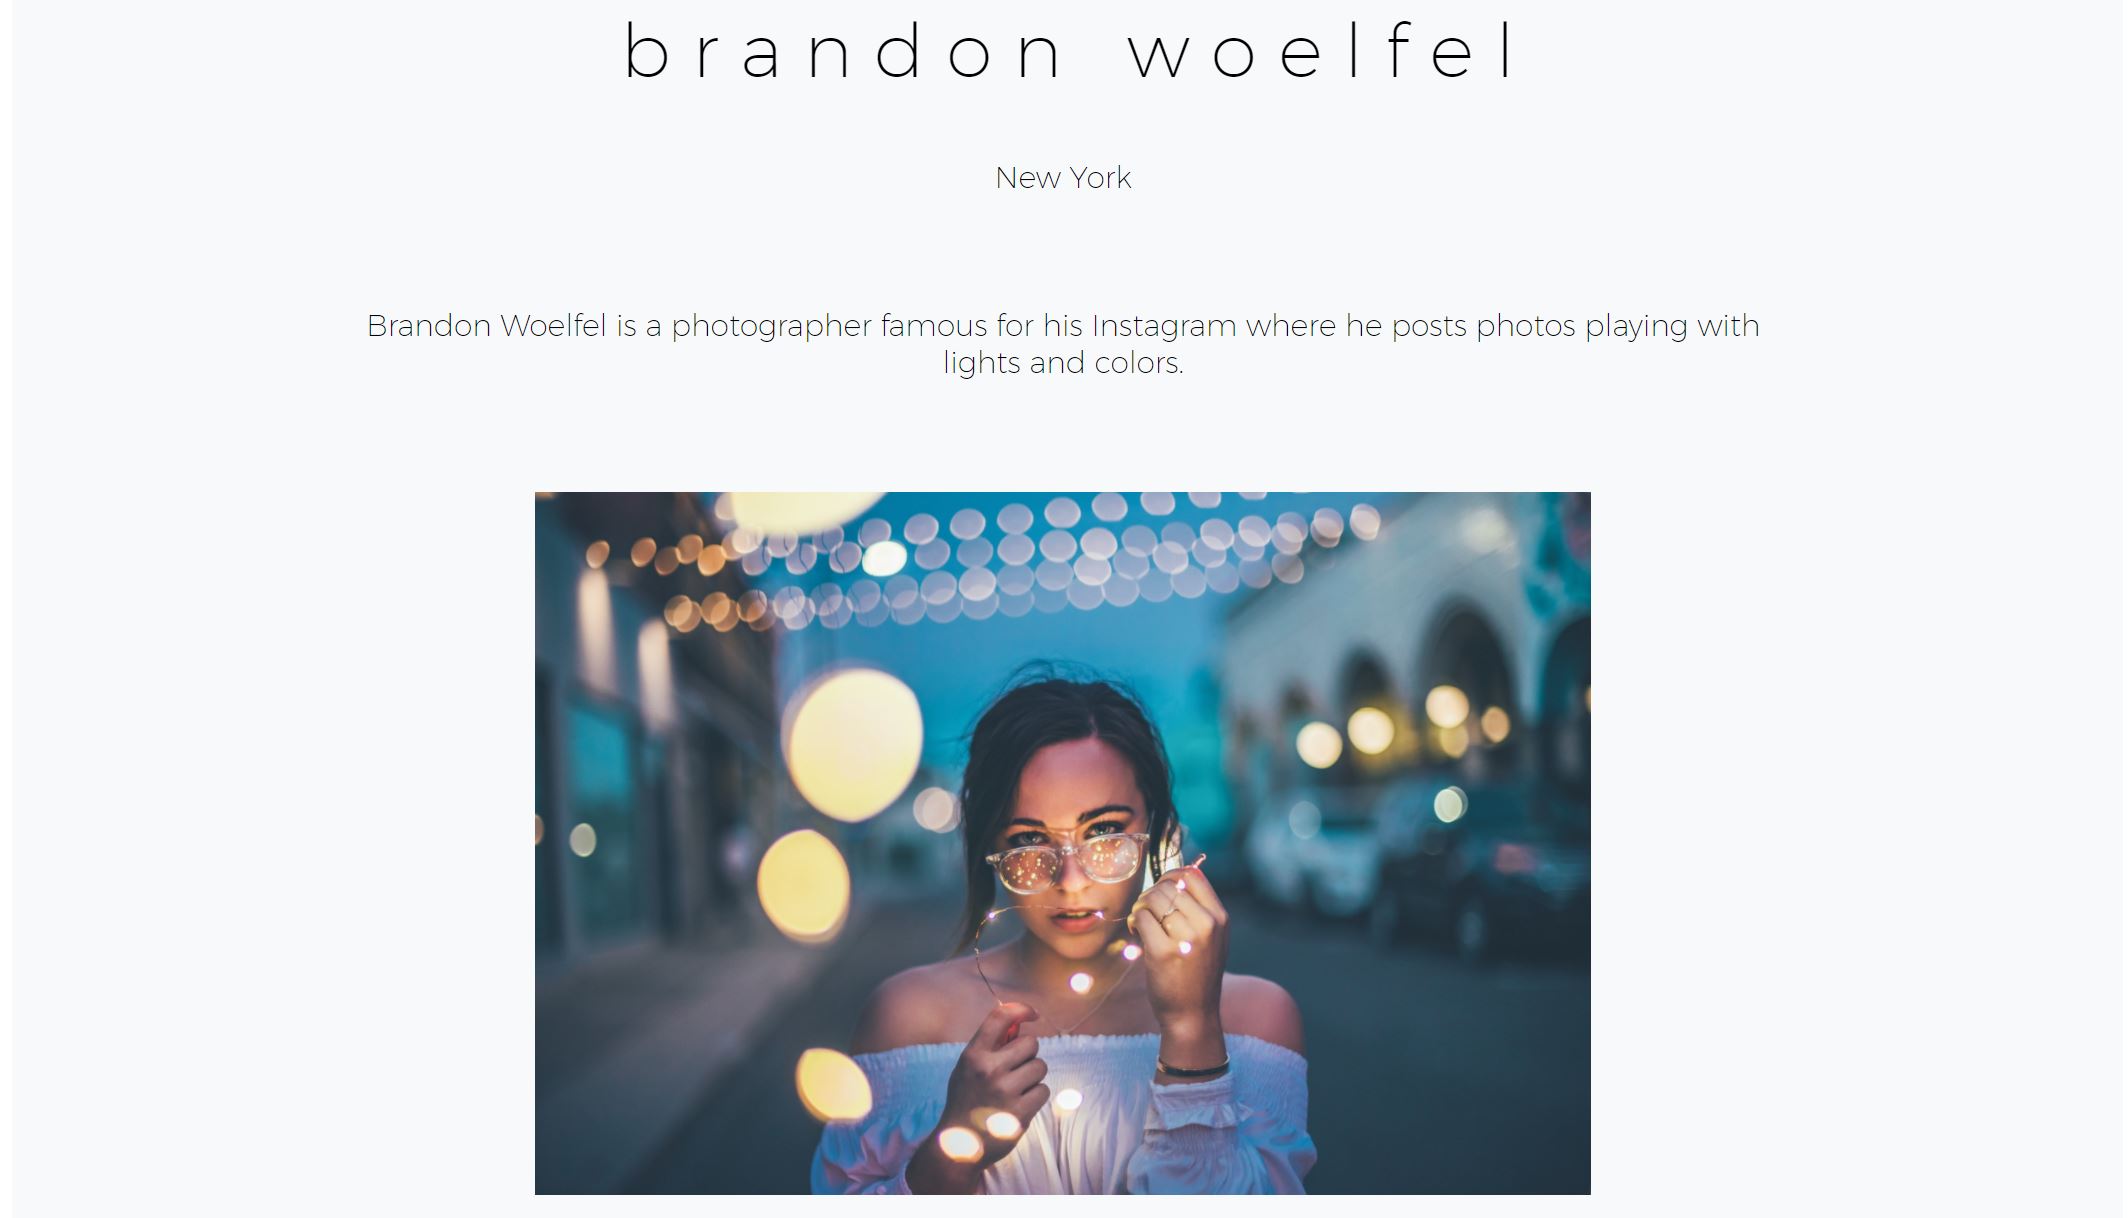 brandon woelfel
New York
Brandon Woelfel is a photographer famous for his Instagram where he posts photos playing with
lights and colors.